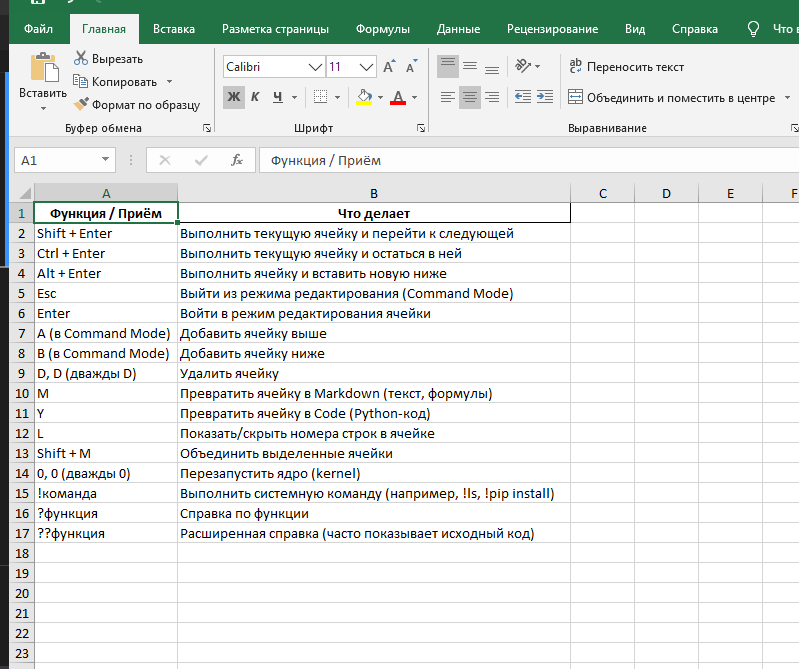 Файл Главная Вставка Разметка страницы Формулы Данные Рецензирование Вид Справка Что в
Вставить
Вырезать
Копировать
Формат по образцу
Буфер обмена
Calibri 11 A A
Ж К Ч A
Шрифт
ab Переносить текст
Объединить и поместить в центре
Выравнивание
A1 fx Функция / Приём
A B C D E F
1 Функция / Приём Что делает
2 Shift + Enter Выполнить текущую ячейку и перейти к следующей
3 Ctrl + Enter Выполнить текущую ячейку и остаться в ней
4 Alt + Enter Выполнить ячейку и вставить новую ниже
5 Esc Выйти из режима редактирования (Command Mode)
6 Enter Войти в режим редактирования ячейки
7 A (в Command Mode) Добавить ячейку выше
8 B (в Command Mode) Добавить ячейку ниже
9 D, D (дважды D) Удалить ячейку
10 M Превратить ячейку в Markdown (текст, формулы)
11 Y Превратить ячейку в Code (Python-код)
12 L Показать/скрыть номера строк в ячейке
13 Shift + M Объединить выделенные ячейки
14 0, 0 (дважды 0) Перезапустить ядро (kernel)
15 !команда Выполнить системную команду (например, !ls, !pip install)
16 ?функция Справка по функции
17 ??функция Расширенная справка (часто показывает исходный код)
18
19
20
21
22
23